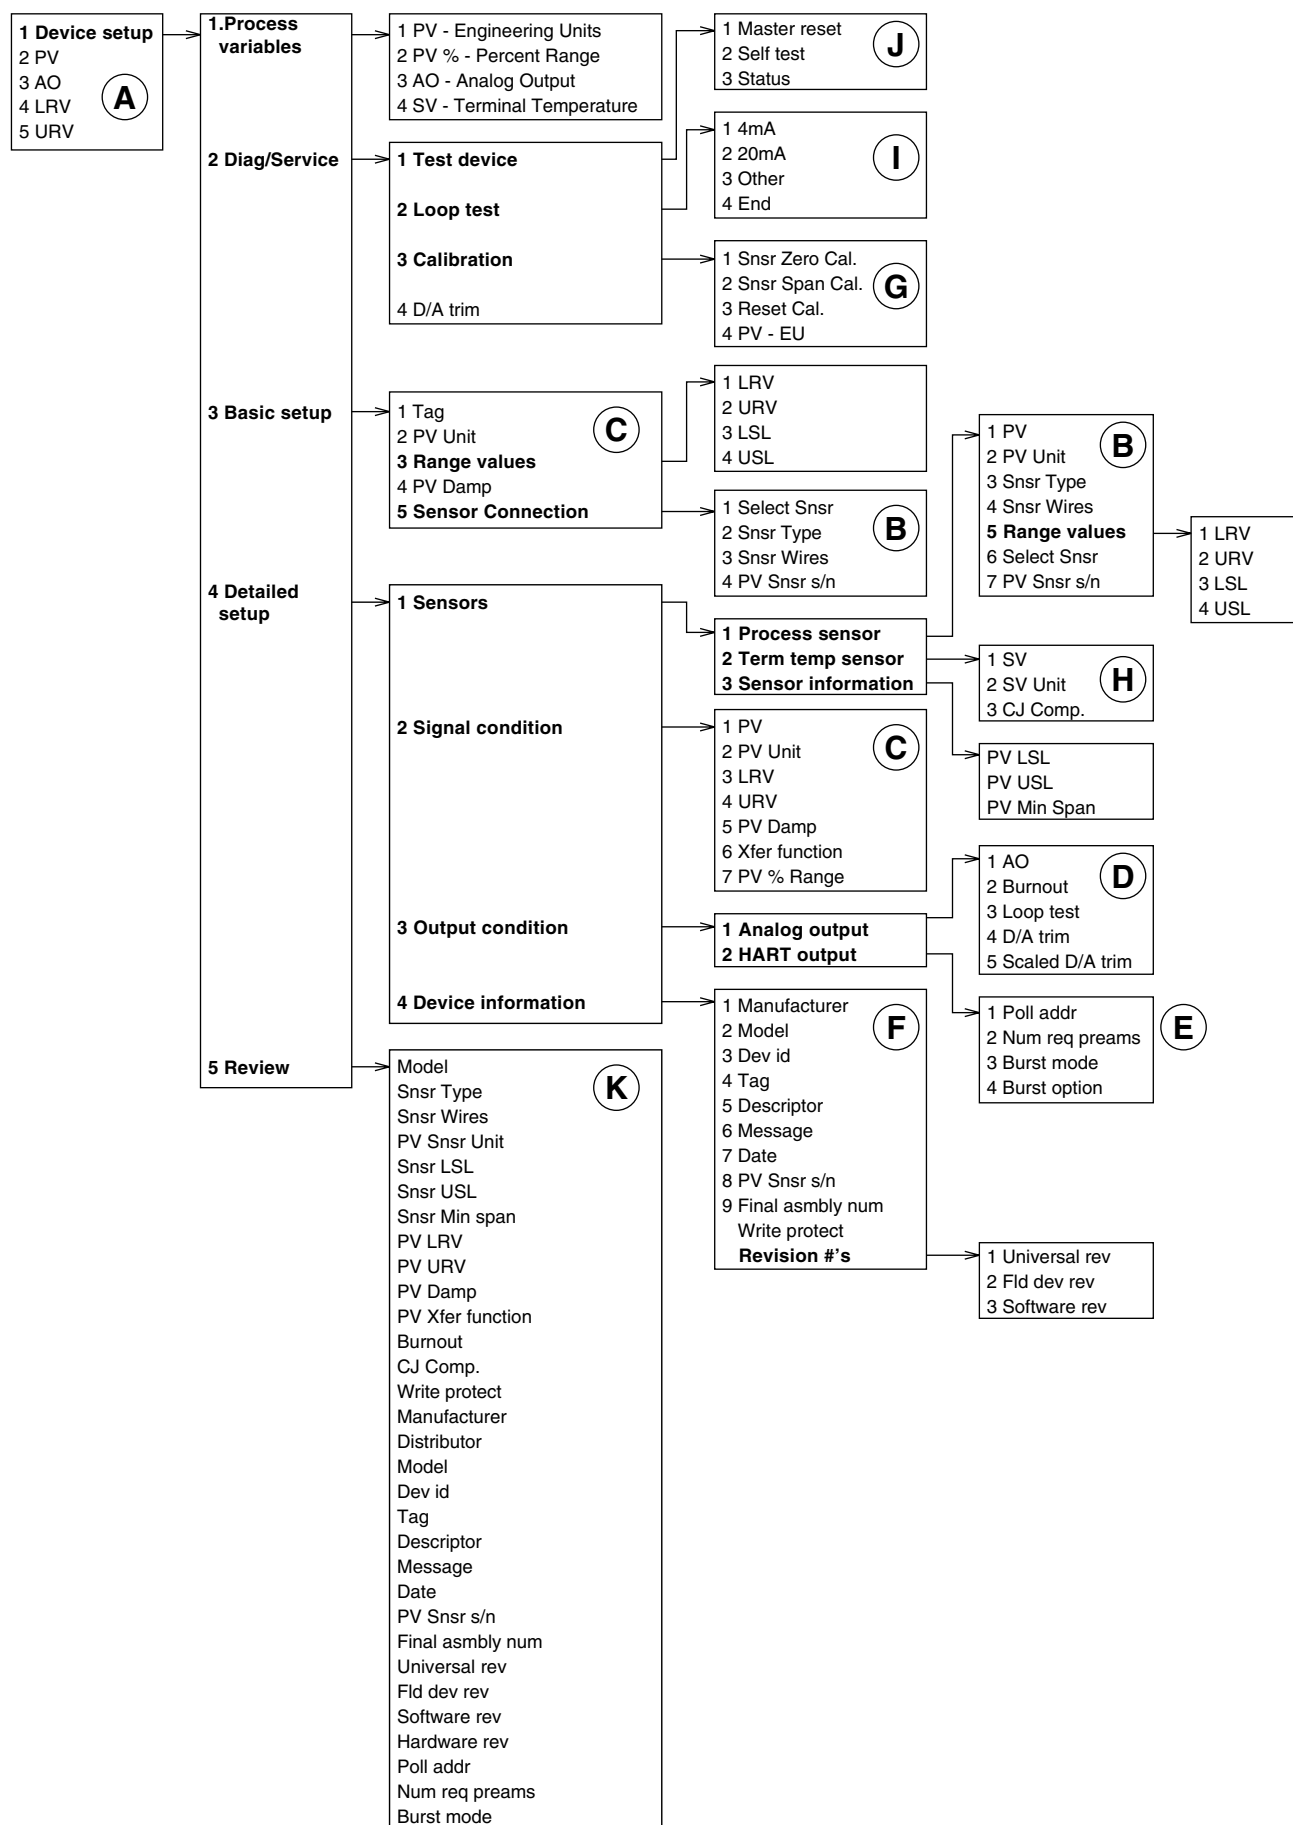 1 Device setup
2 PV
3 AO
4 LRV
5 URV
A
1.Process
variables
2 Diag/Service
3 Basic setup
4 Detailed
setup
5 Review
1 PV - Engineering Units
2 PV % - Percent Range
3 AO - Analog Output
4 SV - Terminal Temperature
1 Test device
2 Loop test
3 Calibration
4 D/A trim
1 Master reset
2 Self test
3 Status
J
1 4mA
2 20mA
3 Other
4 End
I
1 Snsr Zero Cal.
2 Snsr Span Cal.
3 Reset Cal.
4 PV - EU
G
1 Tag
2 PV Unit
3 Range values
4 PV Damp
5 Sensor Connection
C
1 LRV
2 URV
3 LSL
4 USL
1 Select Snsr
2 Snsr Type
3 Snsr Wires
4 PV Snsr s/n
B
1 Sensors
2 Signal condition
3 Output condition
4 Device information
1 Process sensor
2 Term temp sensor
3 Sensor information
1 PV
2 PV Unit
3 Snsr Type
4 Snsr Wires
5 Range values
6 Select Snsr
7 PV Snsr s/n
B
1 LRV
2 URV
3 LSL
4 USL
1 SV
2 SV Unit
3 CJ Comp.
H
PV LSL
PV USL
PV Min Span
1 PV
2 PV Unit
3 LRV
4 URV
5 PV Damp
6 Xfer function
7 PV % Range
C
1 Analog output
2 HART output
1 AO
2 Burnout
3 Loop test
4 D/A trim
5 Scaled D/A trim
D
1 Poll addr
2 Num req preams
3 Burst mode
4 Burst option
E
1 Manufacturer
2 Model
3 Dev id
4 Tag
5 Descriptor
6 Message
7 Date
8 PV Snsr s/n
9 Final asmbly num
Write protect
Revision #'s
F
1 Universal rev
2 Fld dev rev
3 Software rev
Model
Snsr Type
Snsr Wires
PV Snsr Unit
Snsr LSL
Snsr USL
Snsr Min span
PV LRV
PV URV
PV Damp
PV Xfer function
Burnout
CJ Comp.
Write protect
Manufacturer
Distributor
Model
Dev id
Tag
Descriptor
Message
Date
PV Snsr s/n
Final asmbly num
Universal rev
Fld dev rev
Software rev
Hardware rev
Poll addr
Num req preams
Burst mode
K